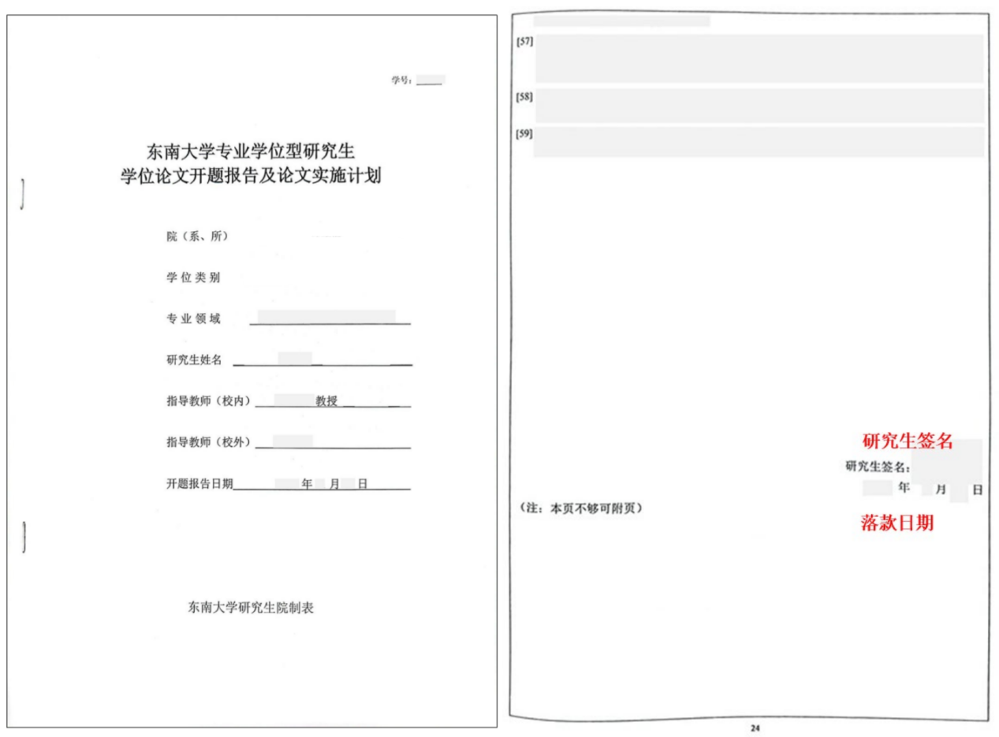 学号：
东南大学专业学位型研究生
学位论文开题报告及论文实施计划
院（系、所）
学位类别
专业领域
研究生姓名
指导教师（校内） 教授
指导教师（校外）
开题报告日期 年 月 日
东南大学研究生院制表
[57]
[58]
[59]
研究生签名
研究生签名：
年 月 日
（注：本页不够可附页）
落款日期
24